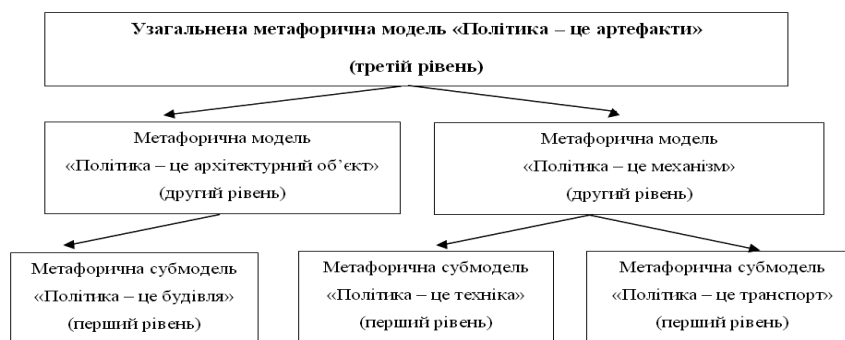 Узагальнена метафорична модель «Політика – це артефакти»
(третій рівень)
Метафорична модель
«Політика – це архітектурний об’єкт»
(другий рівень)
Метафорична модель
«Політика – це механізм»
(другий рівень)
Метафорична субмодель
«Політика – це будівля»
(перший рівень)
Метафорична субмодель
«Політика – це техніка»
(перший рівень)
Метафорична субмодель
«Політика – це транспорт»
(перший рівень)